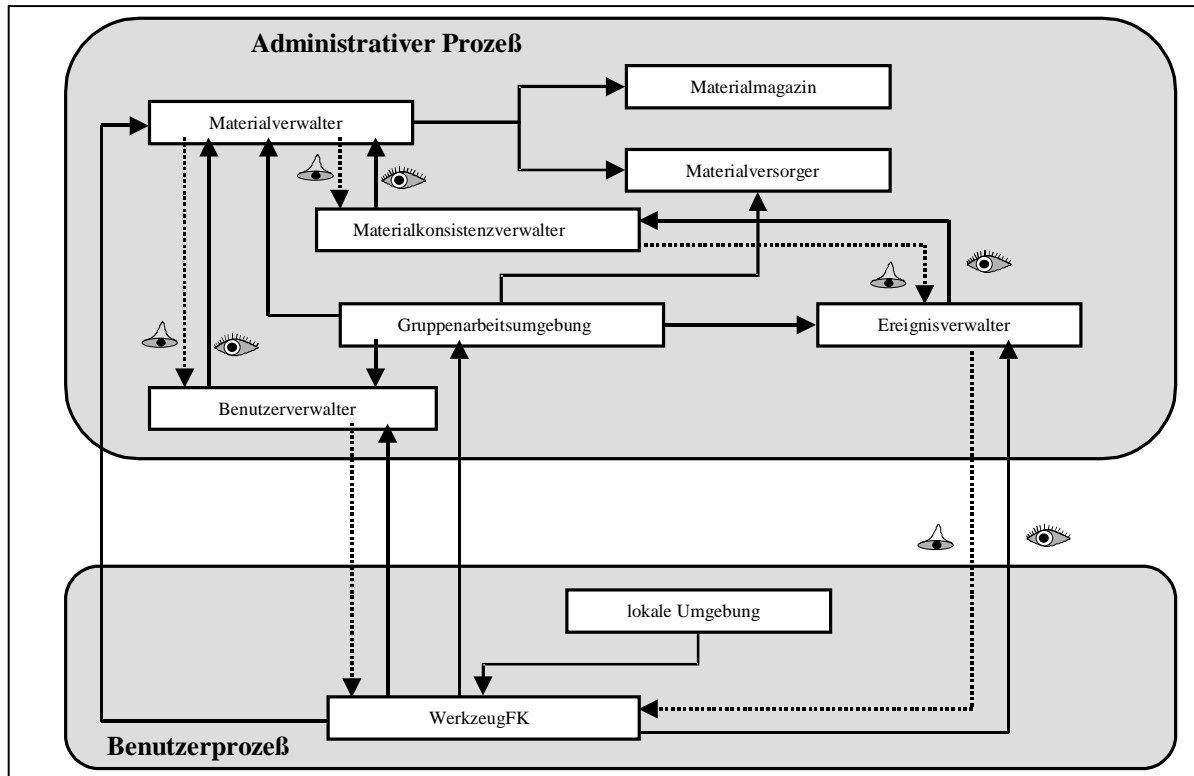 Administrativer Prozeß
Materialmagazin
Materialverwalter
Materialversorger
Materialkonsistenzverwalter
Gruppenarbeitsumgebung
Ereignisverwalter
Benutzerverwalter
lokale Umgebung
WerkzeugFK
Benutzerprozeß